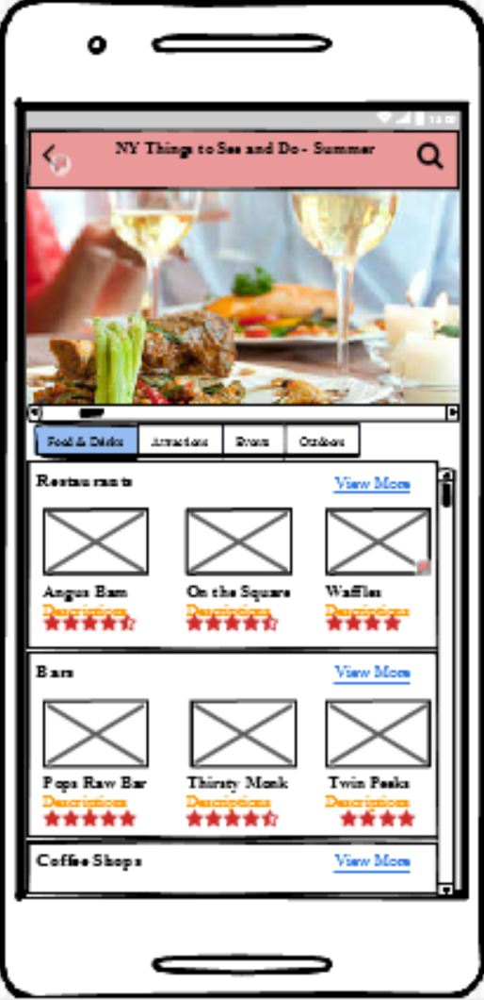 12:00
NY Things to See and Do - Summer
Food & Drinks Attractions Events Outdoors
Restaurants View More
Angus Barn On the Square Waffles
Descriptions Descriptions Descriptions
Bars View More
Pops Raw Bar Thirsty Monk Twin Peaks
Descriptions Descriptions Descriptions
Coffee Shops View More